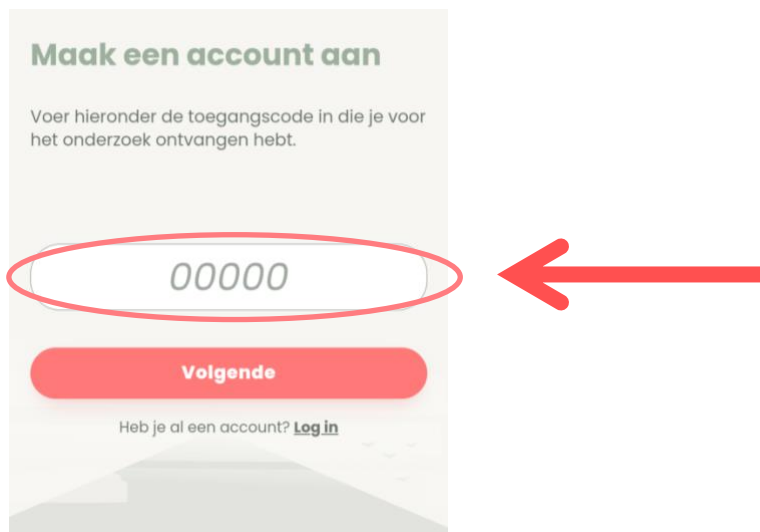 Maak een account aan
Voer hieronder de toegangscode in die je voor
het onderzoek ontvangen hebt.
00000
Volgende
Heb je al een account? Log in